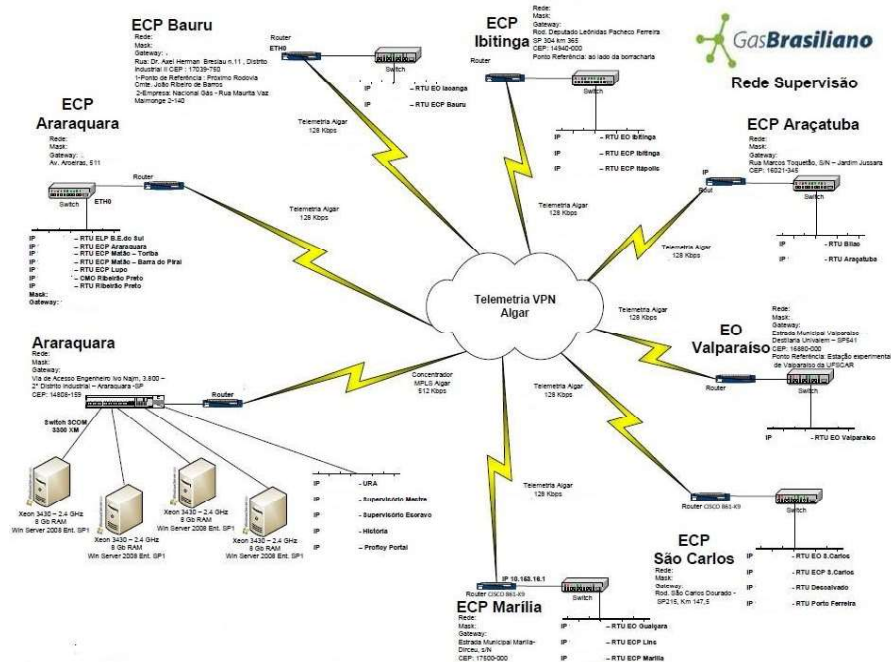 GasBrasiliano
Rede Supervisão
ECP Bauru
Rede:
Mask:
Gateway: .
Rua: Dr. Axel Herman Breslau n.11 , Distrito
Industrial II CEP : 17039-750
1-Ponto de Referência : Próximo Rodovia
Cmte. João Ribeiro de Barros
2-Empresa: Nacional Gás - Rua Maurita Vaz
Malmonge 2-140
Router
ETH0
Switch
IP – RTU EO Iacanga
IP – RTU ECP Bauru
Telemetria Algar
128 Kbps
ECP
Ibitinga
Rede:
Mask:
Gateway:
Rod. Deputado Leônidas Pacheco Ferreira
SP 304 km 365
CEP: 14940-000
Ponto Referência: ao lado da borracharia
Router
Switch
IP – RTU EO Ibitinga
IP – RTU ECP Ibitinga
IP – RTU ECP Itápolis
Telemetria Algar
128 Kbps
ECP
Araraquara
Rede:
Mask:
Gateway: .
Av. Aroeiras, 511
Router
Switch
ETH0
IP – RTU ELP B.E.do Sul
IP – RTU ECP Araraquara
IP – RTU ECP Matão – Toriba
IP – RTU ECP Matão – Barra do Pirai
IP – RTU ECP Lupo
IP – CMO Ribeirão Preto
IP – RTU Ribeirão Preto
Mask:
Gateway:
Telemetria Algar
128 Kbps
ECP Araçatuba
Rede:
Mask:
Gateway:
Rua Marcos Toquetão, S/N – Jardim Jussara
CEP: 16021-345
IP
Rout
Switch
IP - RTU Bilac
IP - RTU Araçatuba
Telemetria Algar
128 Kbps
Telemetria VPN
Algar
Araraquara
Rede:
Mask:
Gateway:
Via de Acesso Engenheiro Ivo Najm, 3.800 –
2° Distrito Industrial – Araraquara -SP
CEP: 14808-159
Router
Switch 3COM
3300 XM
Concentrador
MPLS Algar
512 Kbps
Xeon 3430 – 2.4 GHz
8 Gb RAM
Win Server 2008 Ent. SP1
Xeon 3430 – 2.4 GHz
8 Gb RAM
Win Server 2008 Ent. SP1
Xeon 3430 – 2.4 GHz
8 Gb RAM
Win Server 2008 Ent. SP1
Xeon 3430 – 2.4 GHz
8 Gb RAM
Win Server 2008 Ent. SP1
IP - URA
IP - Supervisório Mestre
IP - Supervisório Escravo
IP - História
IP - Profloy Portal
EO
Valparaíso
Rede:
Mask:
Gateway:
Estrada Municipal Valparaiso
Destilaria Univalem – SP541
CEP: 16880-000
Ponto Referência: Estação experimental
de Valparaiso da UFSCAR
Router
Switch
IP - RTU EO Valparaiso
Telemetria Algar
128 Kbps
Telemetria Algar
128 Kbps
Router CISCO 861-K9
Switch
ECP
São Carlos
Rede:
Mask:
Gateway:
Rod. São Carlos Dourado -
SP215, Km 147,5
IP - RTU EO S.Carlos
IP - RTU ECP S.Carlos
IP - RTU Descalvado
IP - RTU Porto Ferreira
Telemetria Algar
128 Kbps
IP 10.153.16.1
Router CISCO 861-K9
Switch
ECP Marília
Rede:
Mask:
Gateway:
Estrada Municipal Marilia-
Dirceu, s/N
CEP: 17500-000
IP – RTU EO Guaiçara
IP – RTU ECP Lins
IP – RTU ECP Marília